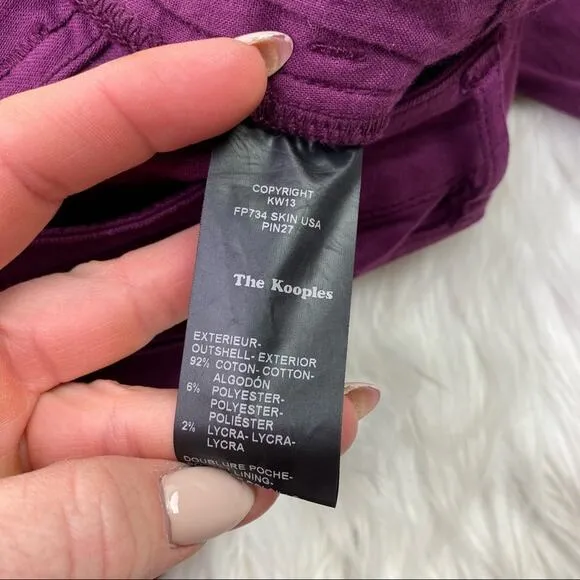 COPYRIGHT
KW13
FP734 SKIN USA
PIN27
The Kooples
EXTERIEUR-
OUTSHELL- EXTERIOR
92% COTON- COTTON-
ALGODÓN
6% POLYESTER-
POLYESTER-
POLIÉSTER
2% LYCRA- LYCRA-
LYCRA
DOUBLURE POCHE-
LINING-